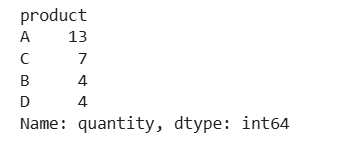 product
A    13
C     7
B     4
D     4
Name: quantity, dtype: int64